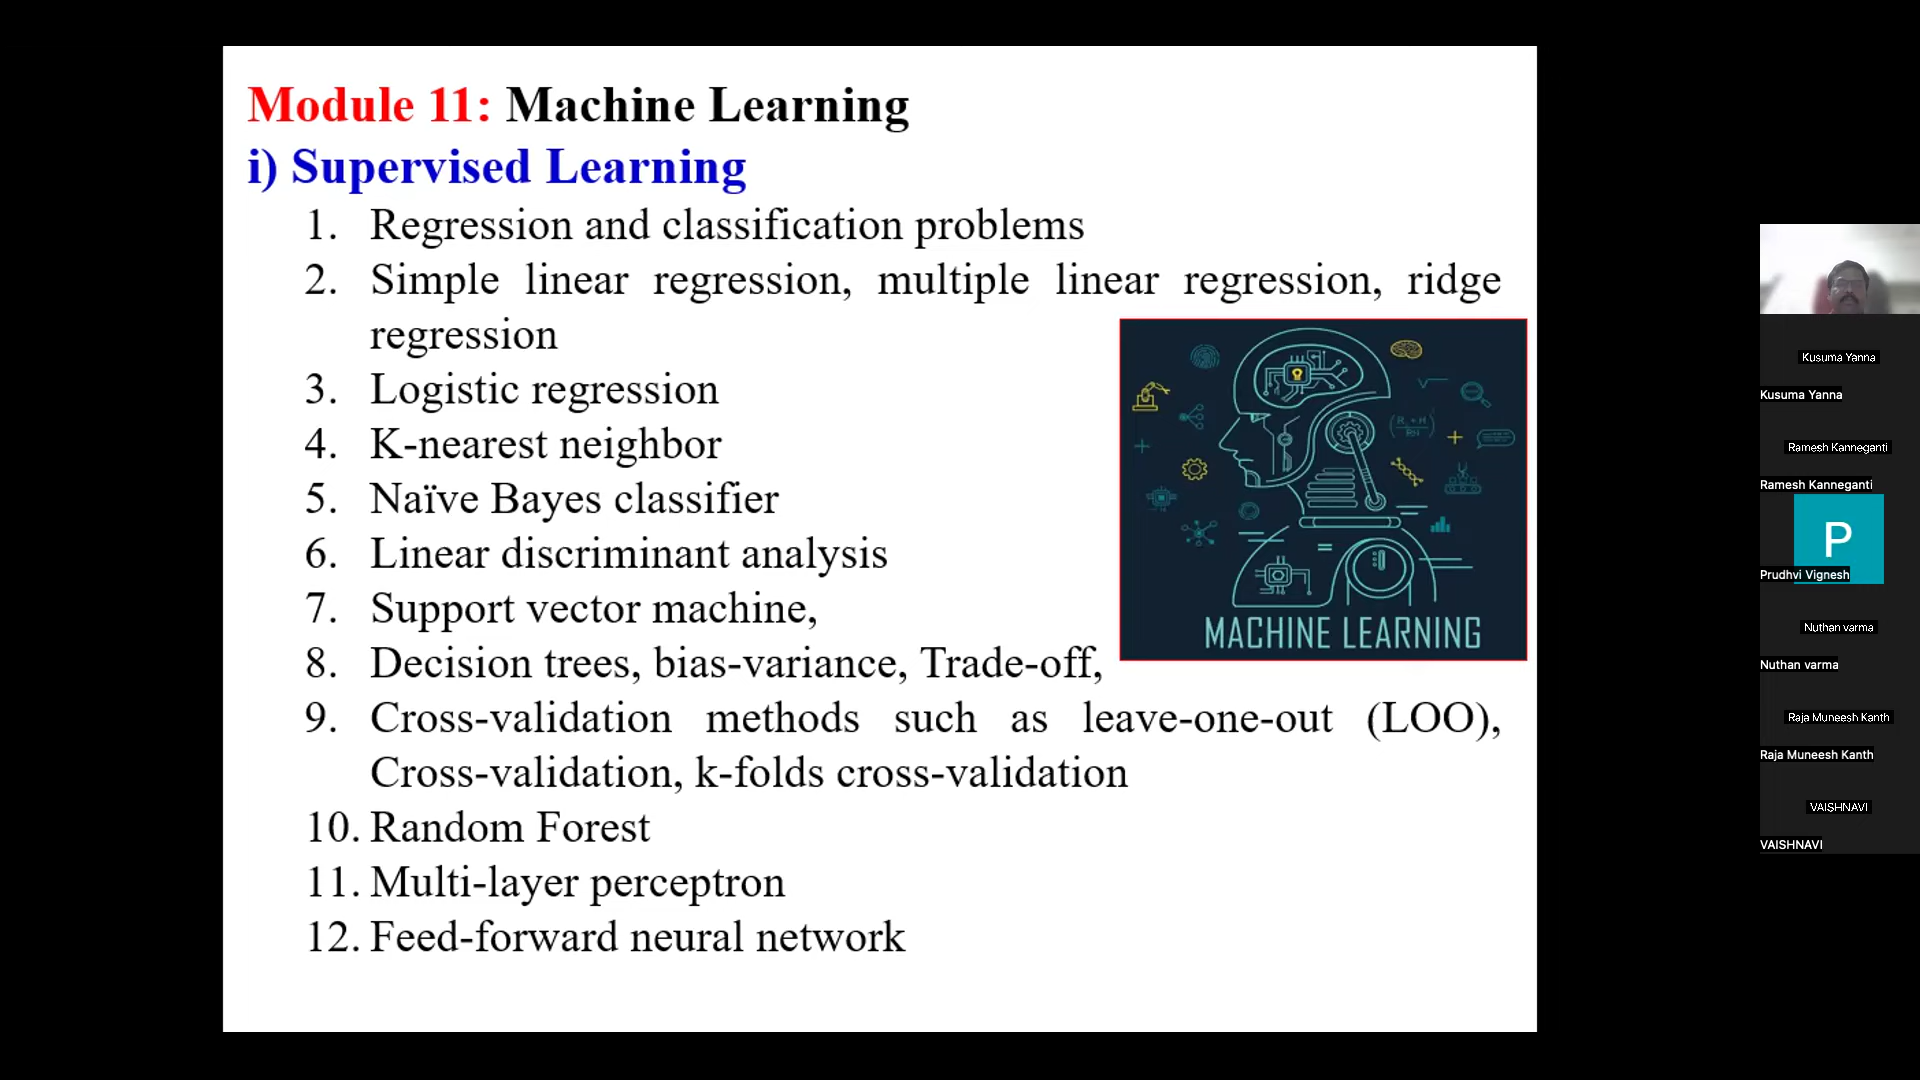 Module 11: Machine Learning
i) Supervised Learning
1. Regression and classification problems
2. Simple linear regression, multiple linear regression, ridge
regression
3. Logistic regression
4. K-nearest neighbor
5. Naïve Bayes classifier
6. Linear discriminant analysis
7. Support vector machine,
8. Decision trees, bias-variance, Trade-off,
9. Cross-validation methods such as leave-one-out (LOO),
Cross-validation, k-folds cross-validation
10. Random Forest
11. Multi-layer perceptron
12. Feed-forward neural network
MACHINE LEARNING
Kusuma Yanna
Kusuma Yanna
Ramesh Kanneganti
Ramesh Kanneganti
P
Prudhvi Vignesh
Nuthan varma
Nuthan varma
Raja Muneesh Kanth
Raja Muneesh Kanth
VAISHNAVI
VAISHNAVI